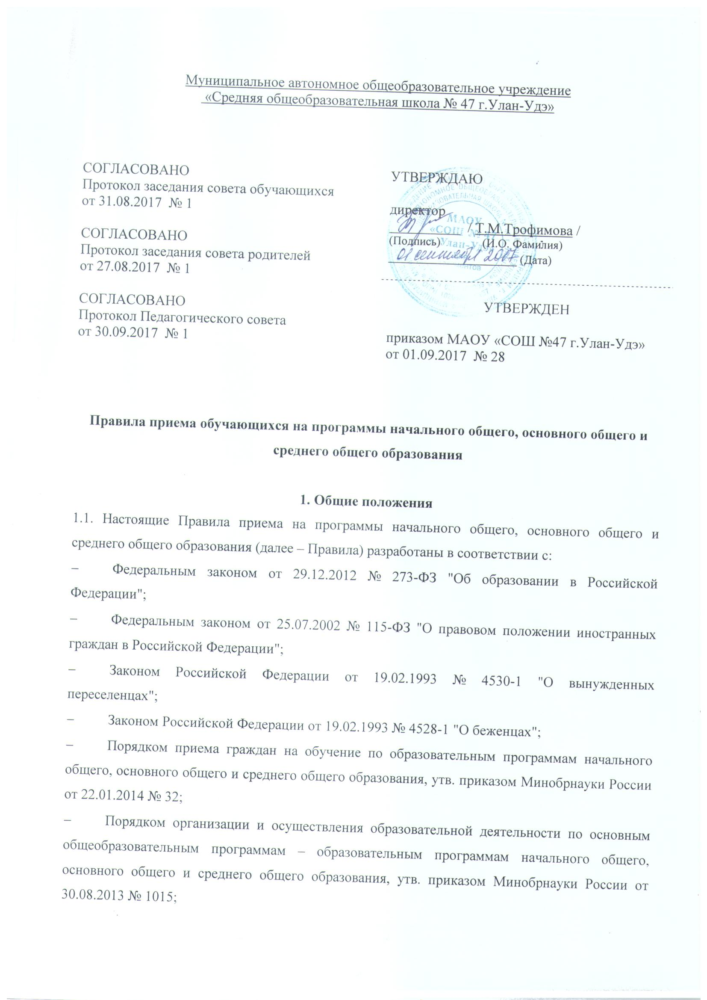 Муниципальное автономное общеобразовательное учреждение
«Средняя общеобразовательная школа № 47 г.Улан-Удэ»
СОГЛАСОВАНО
Протокол заседания совета обучающихся
от 31.08.2017 № 1
СОГЛАСОВАНО
Протокол заседания совета родителей
от 27.08.2017 № 1
СОГЛАСОВАНО
Протокол Педагогического совета
от 30.09.2017 № 1
УТВЕРЖДАЮ
директор
/ Т.М.Трофимова /
(Подпись) (И.О. Фамилия)
01 сентября 2017 (Дата)
МАОУ
«СОШ № 47
Улан-Удэ
УТВЕРЖДЕН
приказом МАОУ «СОШ №47 г.Улан-Удэ»
от 01.09.2017 № 28
Правила приема обучающихся на программы начального общего, основного общего и
среднего общего образования
1. Общие положения
1.1. Настоящие Правила приема на программы начального общего, основного общего и
среднего общего образования (далее – Правила) разработаны в соответствии с:
– Федеральным законом от 29.12.2012 № 273-ФЗ "Об образовании в Российской
Федерации";
– Федеральным законом от 25.07.2002 № 115-ФЗ "О правовом положении иностранных
граждан в Российской Федерации";
– Законом Российской Федерации от 19.02.1993 № 4530-1 "О вынужденных
переселенцах";
– Законом Российской Федерации от 19.02.1993 № 4528-1 "О беженцах";
– Порядком приема граждан на обучение по образовательным программам начального
общего, основного общего и среднего общего образования, утв. приказом Минобрнауки России
от 22.01.2014 № 32;
– Порядком организации и осуществления образовательной деятельности по основным
общеобразовательным программам – образовательным программам начального общего,
основного общего и среднего общего образования, утв. приказом Минобрнауки России от
30.08.2013 № 1015;